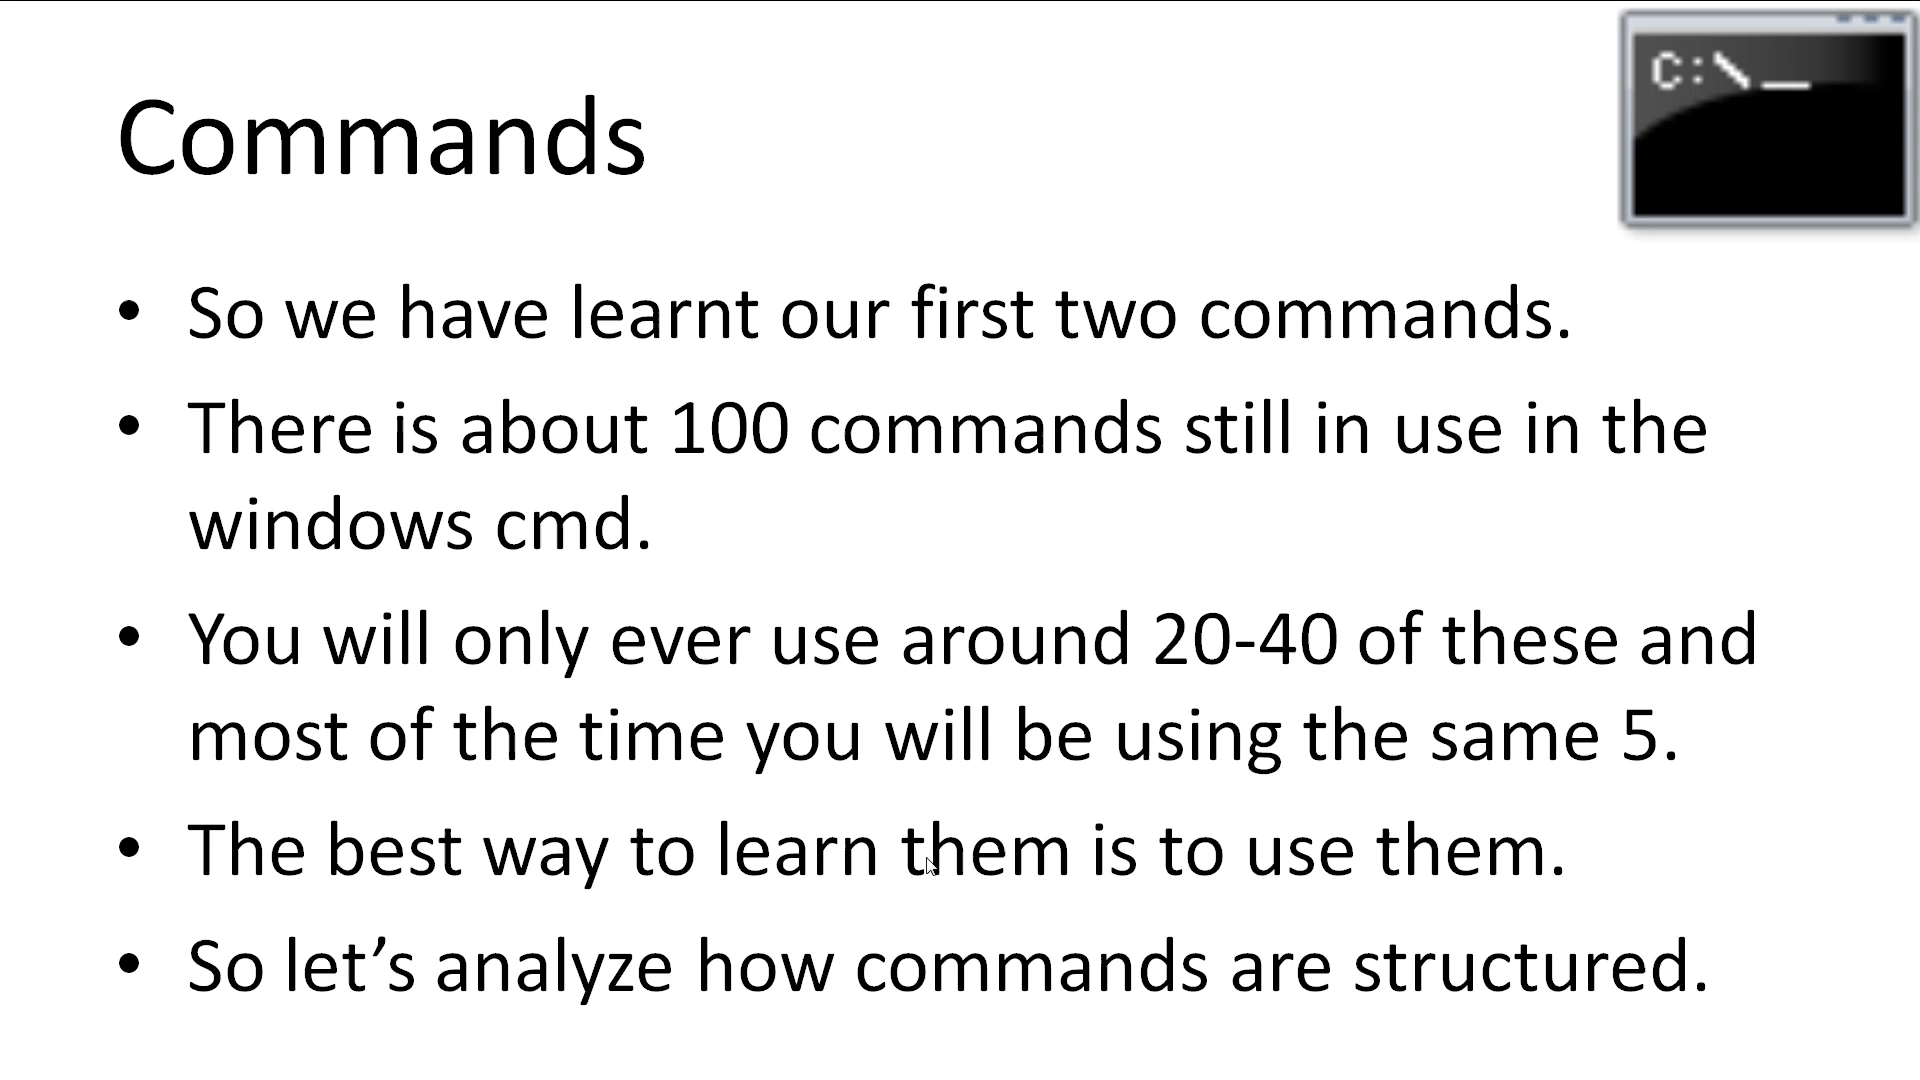 C:\_
Commands
• So we have learnt our first two commands.
• There is about 100 commands still in use in the
windows cmd.
• You will only ever use around 20-40 of these and
most of the time you will be using the same 5.
• The best way to learn them is to use them.
• So let’s analyze how commands are structured.